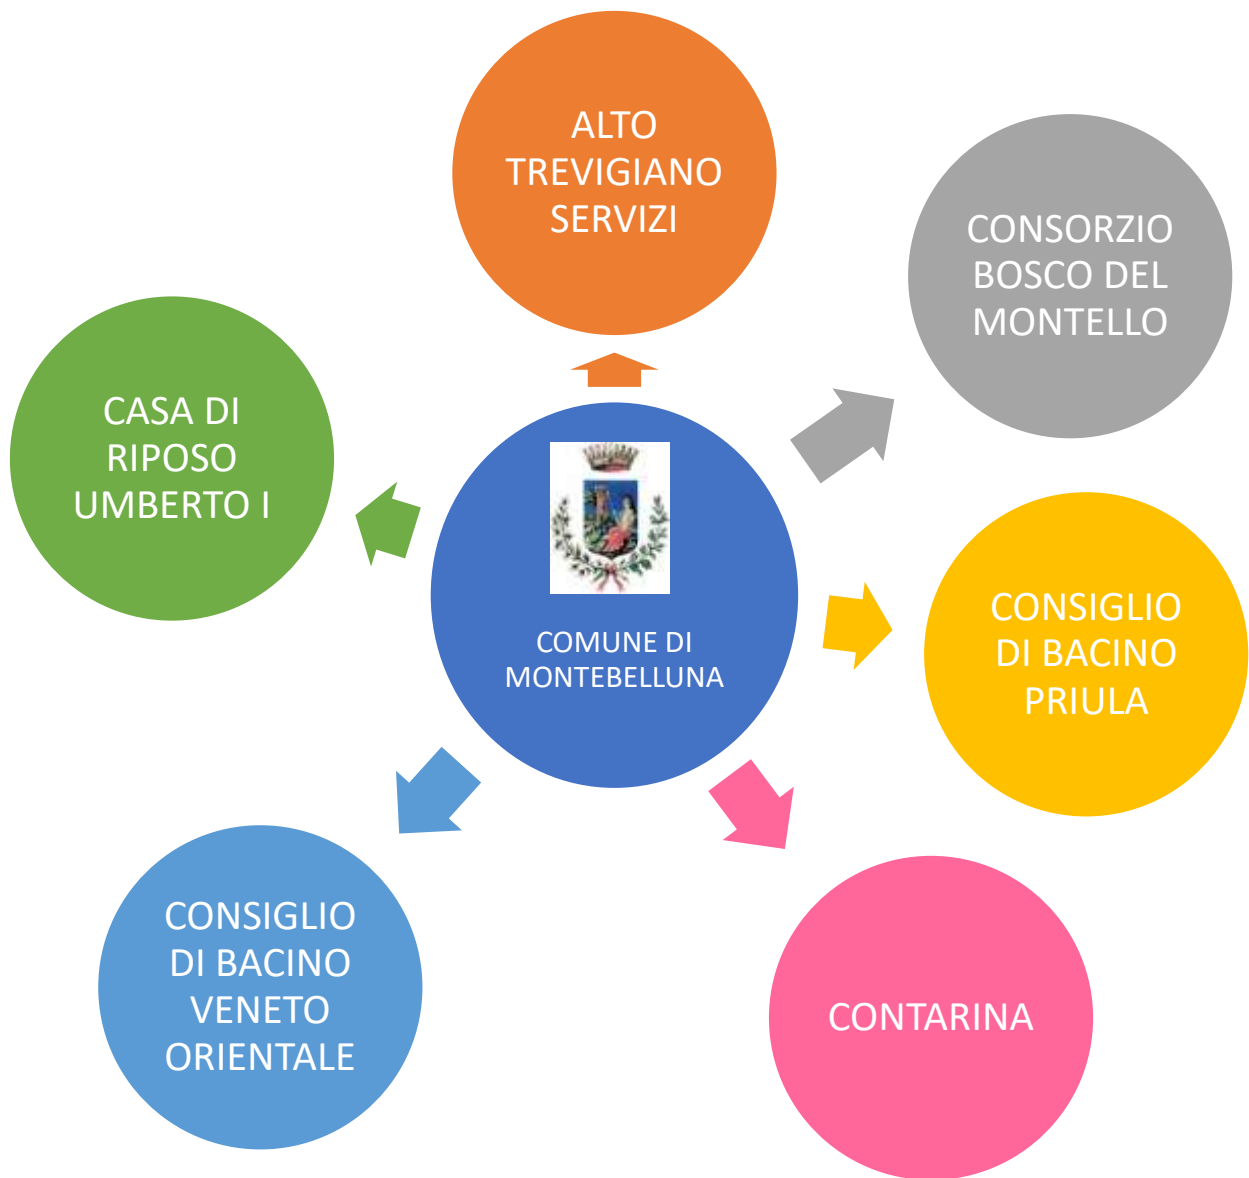 ALTO
TREVIGIANO
SERVIZI
CONSORZIO
BOSCO DEL
MONTELLO
CASA DI
RIPOSO
UMBERTO I
COMUNE DI
MONTEBELLUNA
CONSIGLIO
DI BACINO
PRIULA
CONSIGLIO
DI BACINO
VENETO
ORIENTALE
CONTARINA